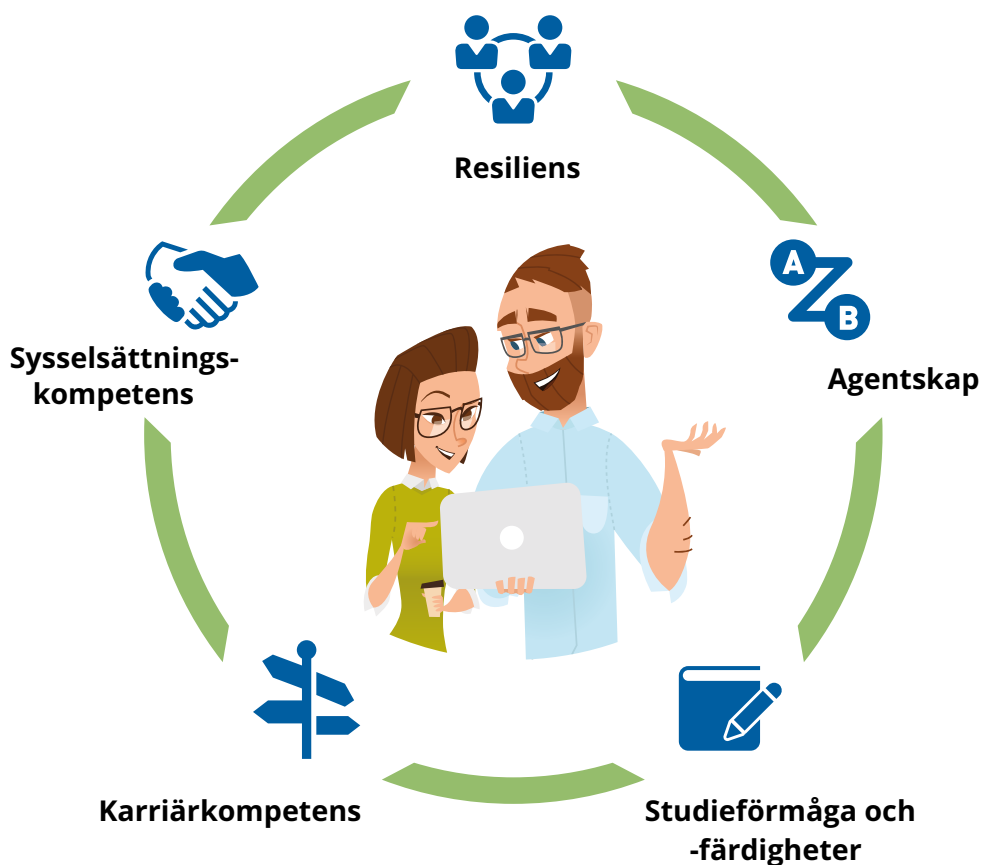 Resiliens
A
B
Agentskap
Sysselsättnings-
kompetens
Karriärkompetens
Studieförmåga och
-färdigheter